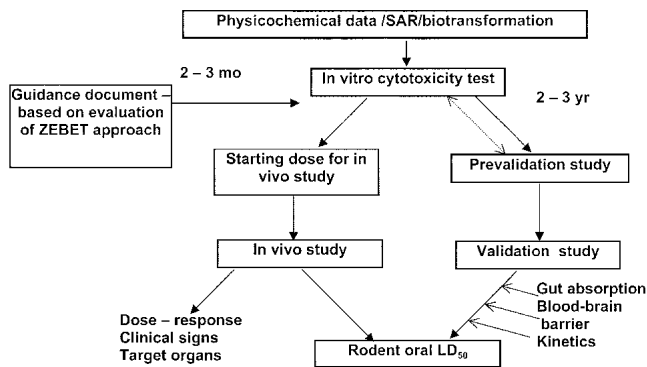 Physicochemical data /SAR/biotransformation
2 – 3 mo
In vitro cytotoxicity test
Guidance document –
based on evaluation
of ZEBET approach
2 – 3 yr
Starting dose for in
vivo study
Prevalidation study
In vivo study
Validation study
Gut absorption
Blood-brain
barrier
Kinetics
Dose – response
Clinical signs
Target organs
Rodent oral LD50